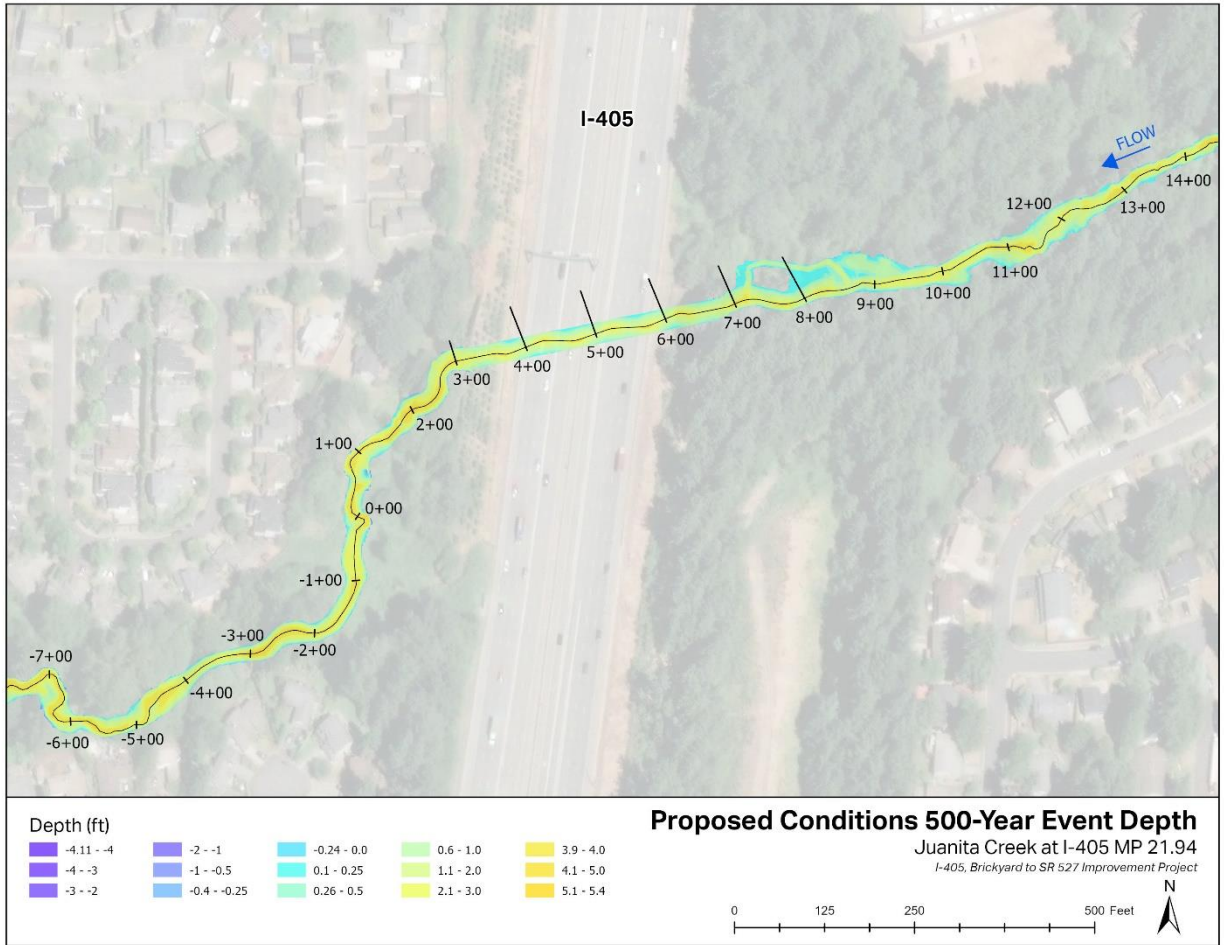 I-405
FLOW
14+00
13+00
12+00
11+00
10+00
9+00
8+00
7+00
6+00
5+00
4+00
3+00
2+00
1+00
0+00
-1+00
-2+00
-3+00
-4+00
-5+00
-6+00
-7+00
Depth (ft)
-4.11 - -4
-4 - -3
-3 - -2
-2 - -1
-1 - -0.5
-0.4 - -0.25
-0.24 - 0.0
0.1 - 0.25
0.26 - 0.5
0.6 - 1.0
1.1 - 2.0
2.1 - 3.0
3.9 - 4.0
4.1 - 5.0
5.1 - 5.4
Proposed Conditions 500-Year Event Depth
Juanita Creek at I-405 MP 21.94
I-405, Brickyard to SR 527 Improvement Project
N
0 125 250 500 Feet